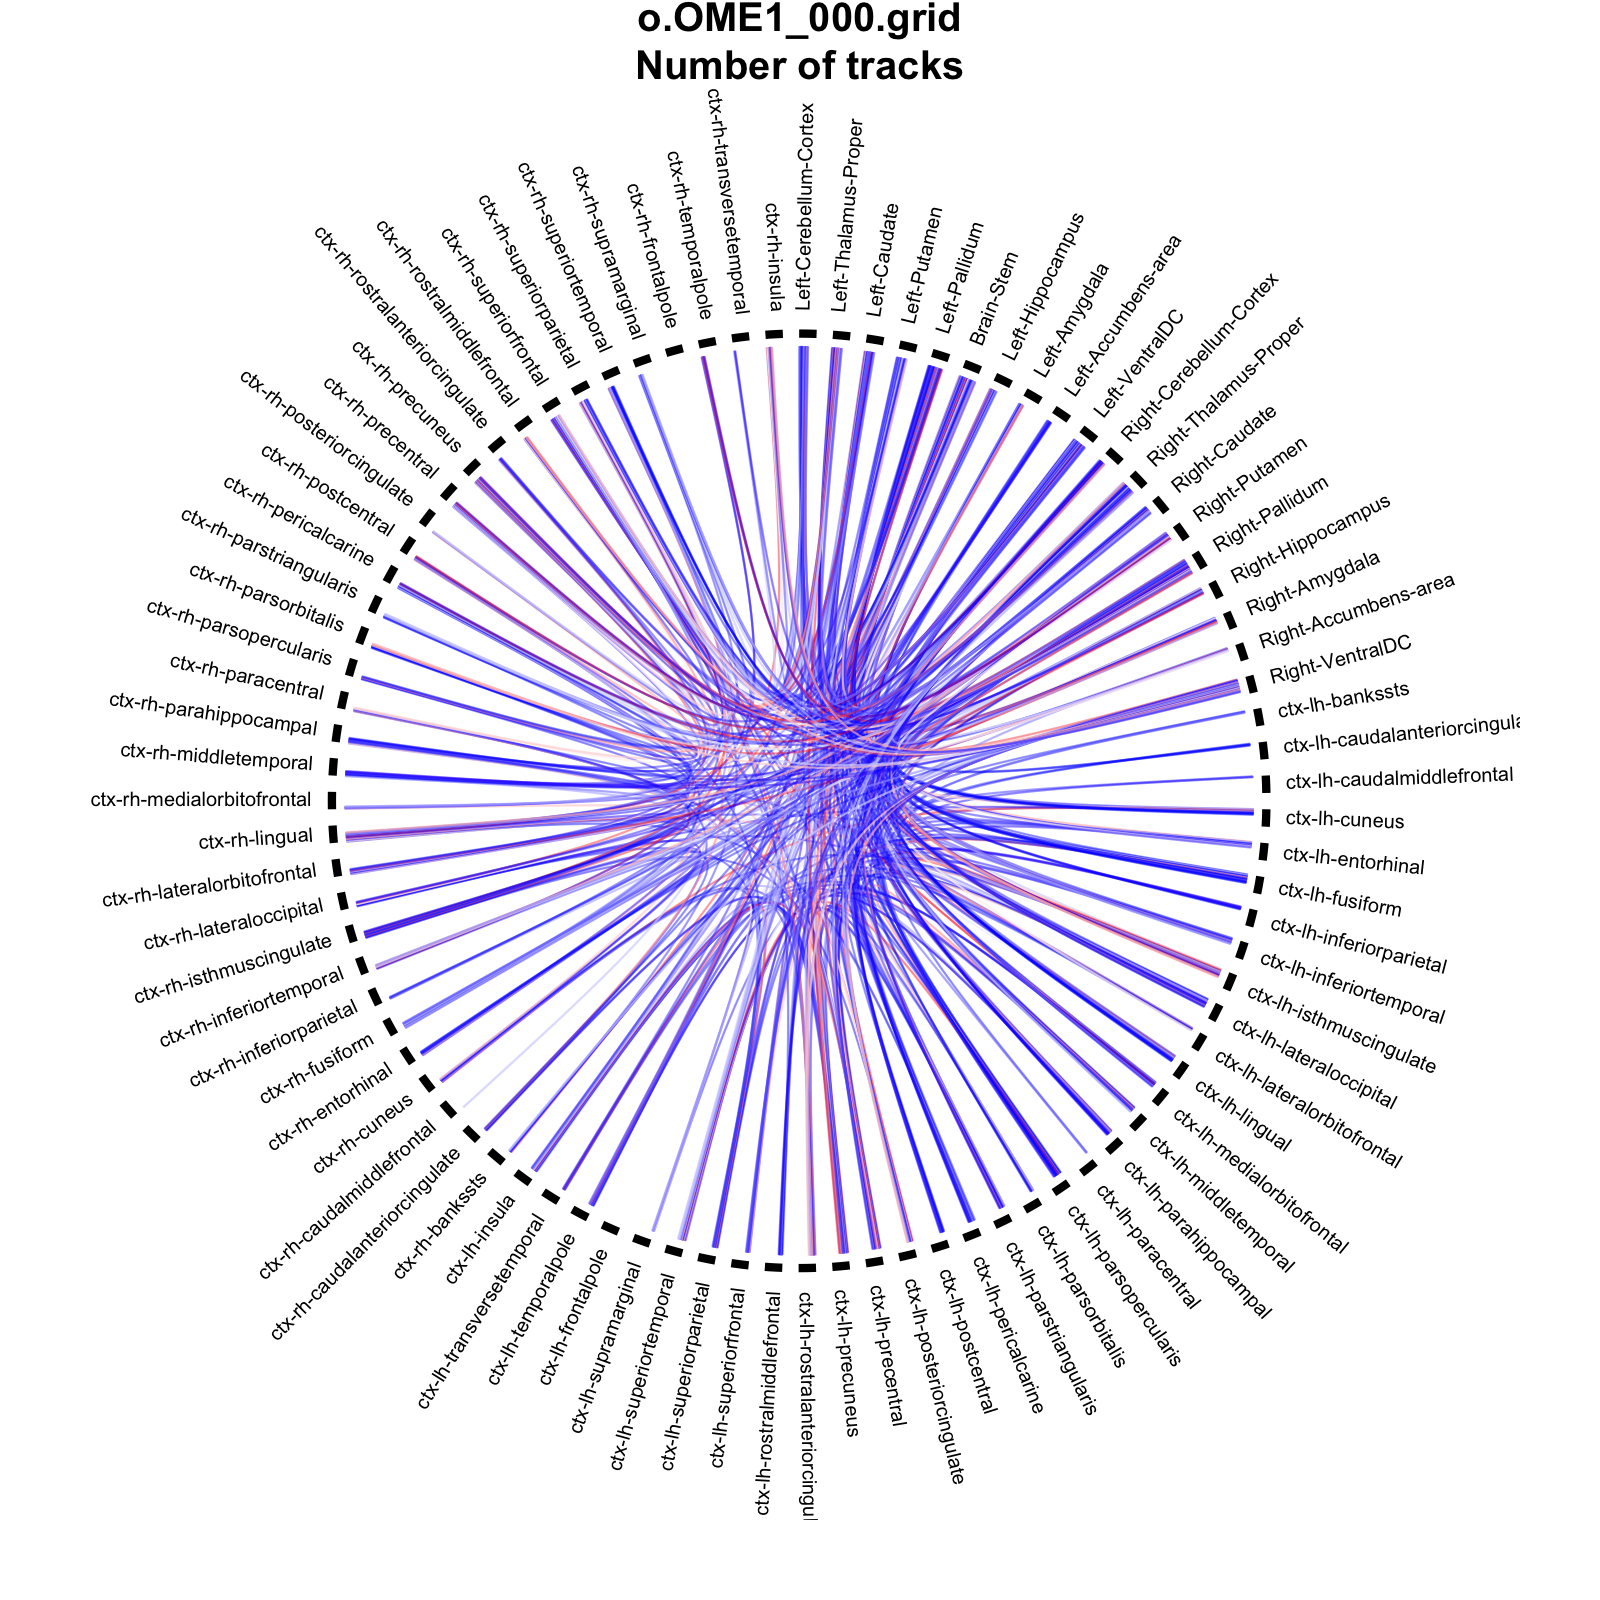 o.OME1_000.grid
Number of tracks
Left-Cerebellum-Cortex
Left-Thalamus-Proper
Left-Caudate
Left-Putamen
Left-Pallidum
Brain-Stem
Left-Hippocampus
Left-Amygdala
Left-Accumbens-area
Left-VentralDC
Right-Cerebellum-Cortex
Right-Thalamus-Proper
Right-Caudate
Right-Putamen
Right-Pallidum
Right-Hippocampus
Right-Amygdala
Right-Accumbens-area
Right-VentralDC
ctx-lh-bankssts
ctx-lh-caudalanteriorcingula
ctx-lh-caudalmiddlefrontal
ctx-lh-cuneus
ctx-lh-entorhinal
ctx-lh-fusiform
ctx-lh-inferiorparietal
ctx-lh-inferiortemporal
ctx-lh-isthmuscingulate
ctx-lh-lateraloccipital
ctx-lh-lateralorbitofrontal
ctx-lh-lingual
ctx-lh-medialorbitofrontal
ctx-lh-middletemporal
ctx-lh-parahippocampal
ctx-lh-paracentral
ctx-lh-parsopercularis
ctx-lh-parsorbitalis
ctx-lh-parstriangularis
ctx-lh-pericalcarine
ctx-lh-postcentral
ctx-lh-posteriorcingulate
ctx-lh-precentral
ctx-lh-precuneus
ctx-lh-rostralanteriorcingul
ctx-lh-rostralmiddlefrontal
ctx-lh-superiorfrontal
ctx-lh-superiorparietal
ctx-lh-superiortemporal
ctx-lh-supramarginal
ctx-lh-frontalpole
ctx-lh-temporalpole
ctx-lh-transversetemporal
ctx-lh-insula
ctx-rh-bankssts
ctx-rh-caudalanteriorcingulate
ctx-rh-caudalmiddlefrontal
ctx-rh-cuneus
ctx-rh-entorhinal
ctx-rh-fusiform
ctx-rh-inferiorparietal
ctx-rh-inferiortemporal
ctx-rh-isthmuscingulate
ctx-rh-lateraloccipital
ctx-rh-lateralorbitofrontal
ctx-rh-lingual
ctx-rh-medialorbitofrontal
ctx-rh-middletemporal
ctx-rh-parahippocampal
ctx-rh-paracentral
ctx-rh-parsopercularis
ctx-rh-parsorbitalis
ctx-rh-parstriangularis
ctx-rh-pericalcarine
ctx-rh-postcentral
ctx-rh-posteriorcingulate
ctx-rh-precentral
ctx-rh-precuneus
ctx-rh-rostralanteriorcingulate
ctx-rh-rostralmiddlefrontal
ctx-rh-superiorfrontal
ctx-rh-superiorparietal
ctx-rh-superiortemporal
ctx-rh-supramarginal
ctx-rh-frontalpole
ctx-rh-temporalpole
ctx-rh-transversetemporal
ctx-rh-insula